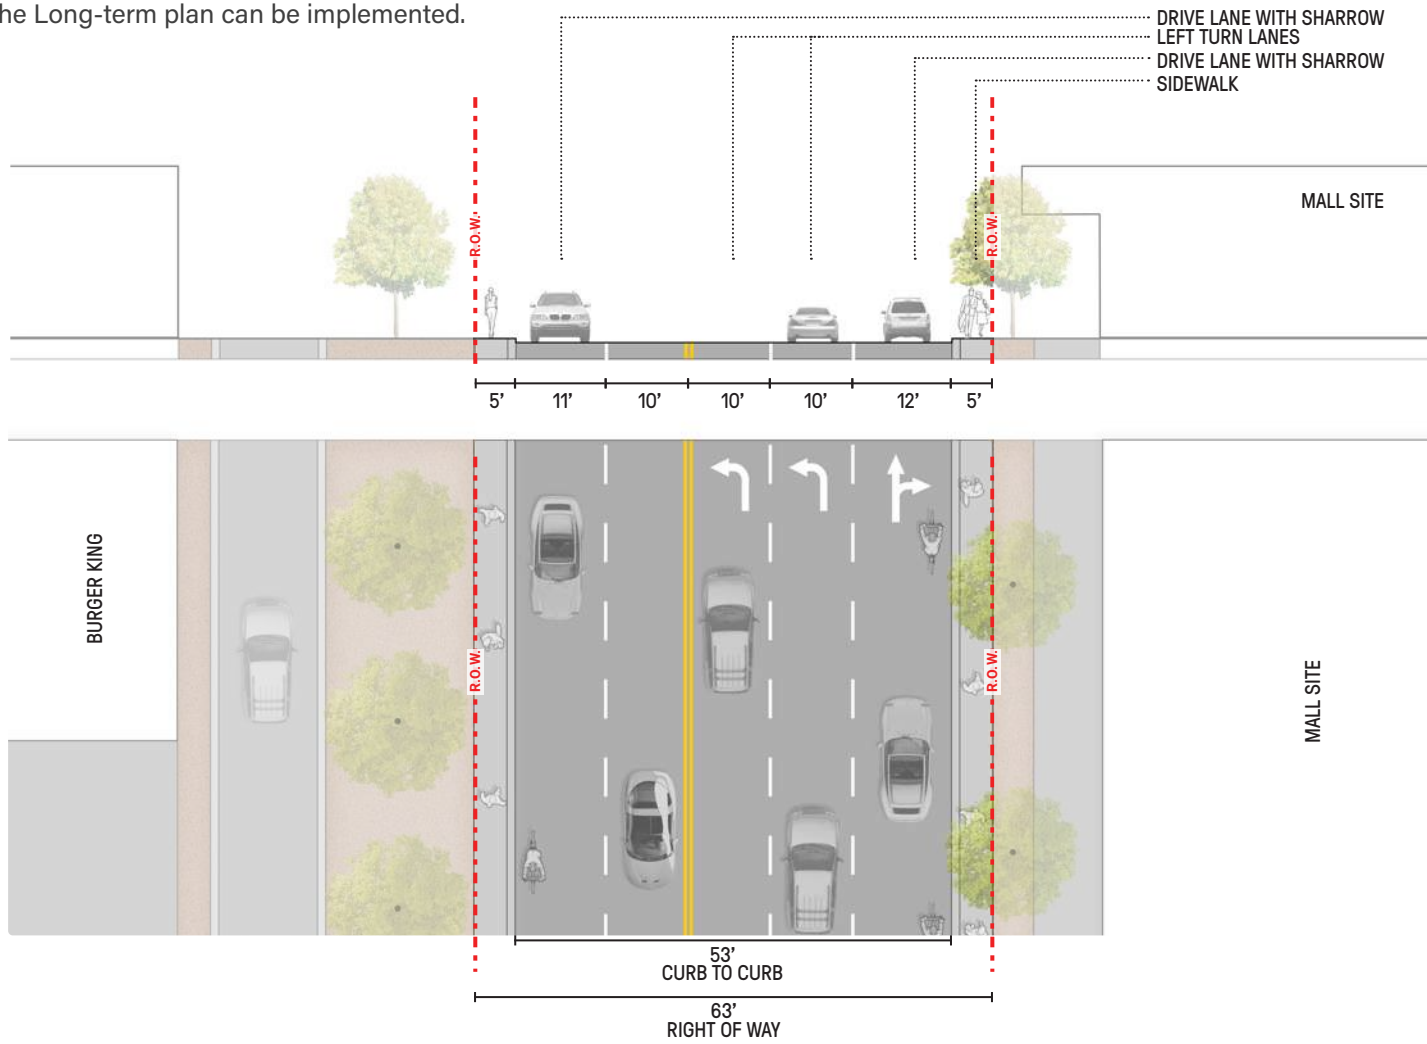 he Long-term plan can be implemented.
DRIVE LANE WITH SHARROW
LEFT TURN LANES
DRIVE LANE WITH SHARROW
SIDEWALK
MALL SITE
R.O.W.
R.O.W.
5’ 11’ 10’ 10’ 10’ 12’ 5’
BURGER KING
R.O.W.
R.O.W.
MALL SITE
53’
CURB TO CURB
63’
RIGHT OF WAY